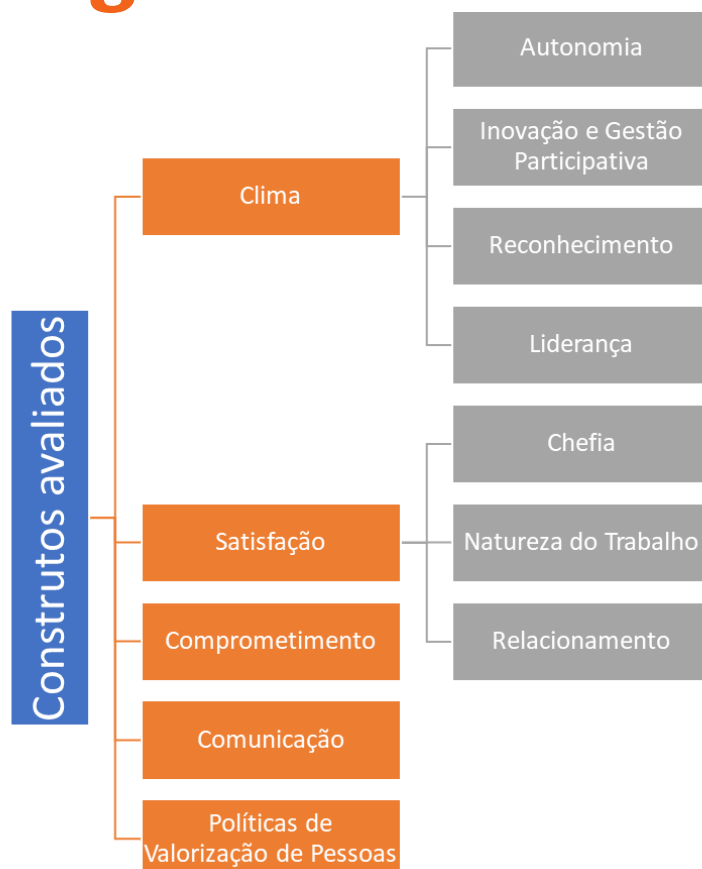 Construtos avaliados
Clima
Autonomia
Inovação e Gestão
Participativa
Reconhecimento
Liderança
Satisfação
Chefia
Natureza do Trabalho
Relacionamento
Comprometimento
Comunicação
Políticas de
Valorização de Pessoas